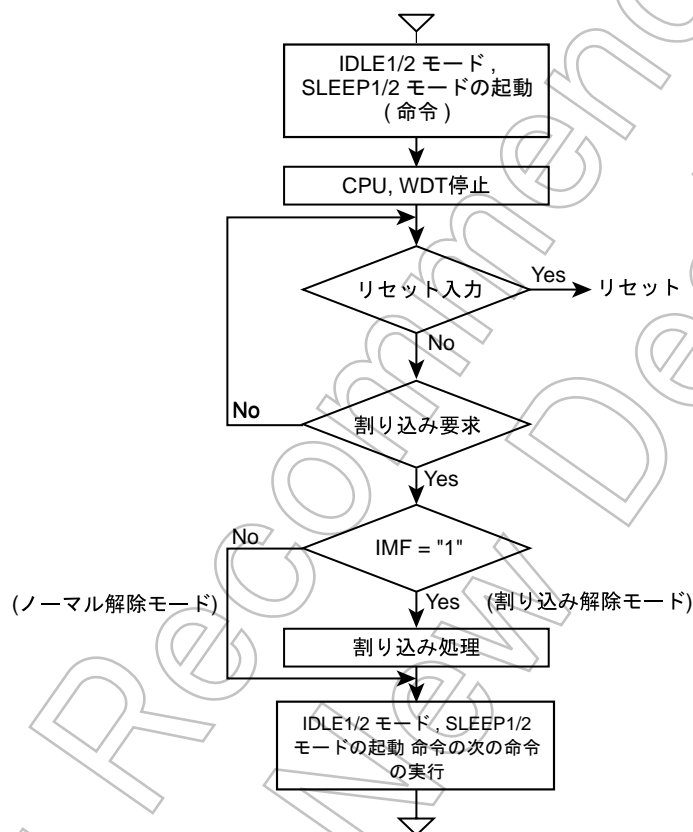 IDLE1/2 モード ,
SLEEP1/2 モードの起動
( 命令 )
CPU, WDT停止
リセット入力
Yes
リセット
No
No
割り込み要求
Yes
No
IMF = "1"
(ノーマル解除モード)
Yes
(割り込み解除モード)
割り込み処理
IDLE1/2 モード , SLEEP1/2
モードの起動 命令の次の命令
の実行